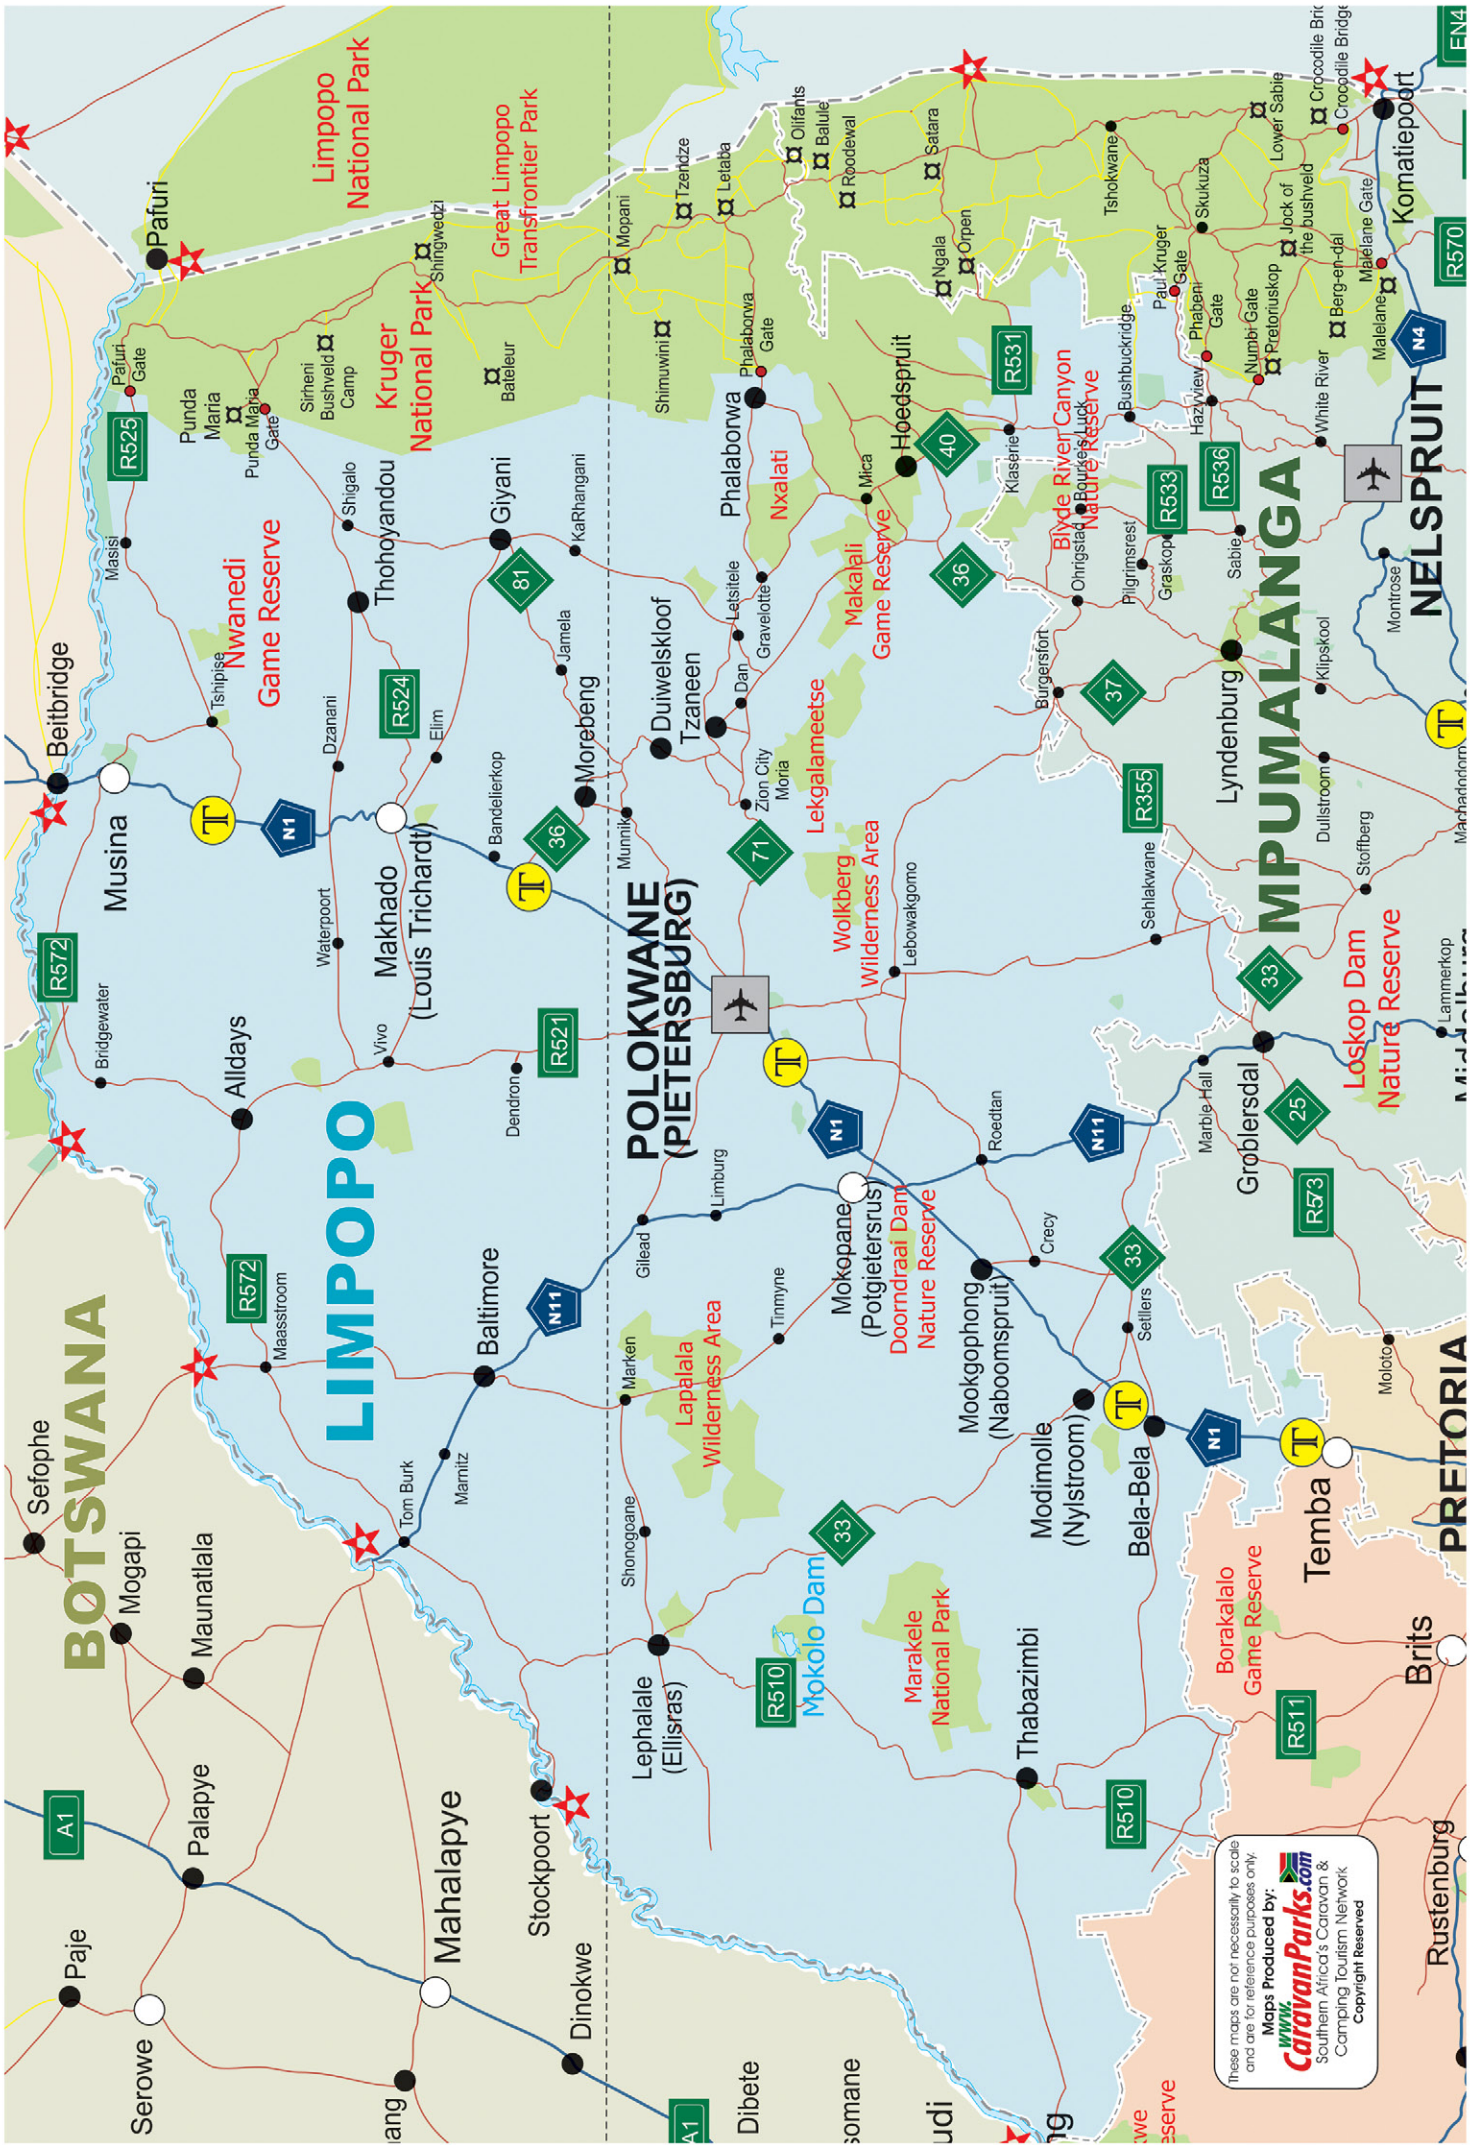 BOTSWANA
LIMPOPO
MPUMALANGA
POLOKWANE
(PIETERSBURG)
NELSPRUIT
PRETORIA
Sefophe
Mogapi
Maunatlala
Paje
Serowe
Palapye
Mahalapye
Dinokwe
Dibete
Stockpoort
A1
A1
Beitbridge
Musina
Pafuri
Pafuri
Gate
R525
Masisi
Tshipise
Nwanedi
Game Reserve
Limpopo
National Park
Great Limpopo
Transfrontier Park
Kruger
National Park
Punda
Maria
Punda Maria
Gate
Sirheni
Bushveld
Camp
Shingwedzi
Bateleur
Mopani
Shimuwini
Tzendze
Letaba
Phalaborwa
Gate
Olifants
Balule
Roodewal
Satara
Ngala
Orpen
Tshokwane
Skukuza
Paul Kruger
Gate
Phabeni
Gate
Numbi Gate
Pretoriuskop
Jock of
the bushveld
Lower Sabie
Berg-en-dal
Malelane Gate
Malelane
Crocodile Bridge
Komatiepoort
EN4
R570
N4
R572
Bridgewater
Alldays
Waterpoort
Dzanani
N1
Shigalo
Thohoyandou
R524
Elim
Makhado
(Louis Trichardt)
Vivo
Dendron
R521
Bandelierkop
36
Giyani
81
KaRhangani
Jamela
Morebeng
Munnik
Duiwelskloof
Tzaneen
Dan
Letsitele
Gravelotte
Zion City
Moria
71
Phalaborwa
Nxalati
Mica
Hoedspruit
40
Makalali
Game Reserve
36
Lekgalameetse
Wolkberg
Wilderness Area
Lebowakgomo
Klaserie
R531
Blyde River Canyon
Nature Reserve
Bourke's Luck
Ohrigstad
Bushbuckridge
Hazyview
White River
R533
R536
Pilgrimsrest
Graskop
Sabie
Montrose
Burgersfort
37
Lyndenburg
Klipskool
R355
Dullstroom
Stoffberg
Sehlakwane
33
Loskop Dam
Nature Reserve
Lammerkop
Groblersdal
Marble Hall
25
R573
Moloto
R572
Maasstroom
Baltimore
N11
Tom Burk
Marnitz
Gilead
Limburg
Marken
Lapalala
Wilderness Area
Tinmyne
Shonogoane
Lephalale
(Ellisras)
R510
Mokolo Dam
33
Marakele
National Park
Thabazimbi
R510
N1
Mokopane
(Potgietersrus)
Doorndraai Dam
Nature Reserve
Roedtan
N11
Crecy
Mookgophong
(Naboomspruit)
33
Setllers
Modimolle
(Nylstroom)
Bela-Bela
N1
Temba
Borakalalo
Game Reserve
R511
Brits
Rustenburg
These maps are not necessarily to scale
and are for reference purposes only.
Maps Produced by:
www.
CaravanParks.com
Southern Africa's Caravan &
Camping Tourism Network
Copyright Reserved